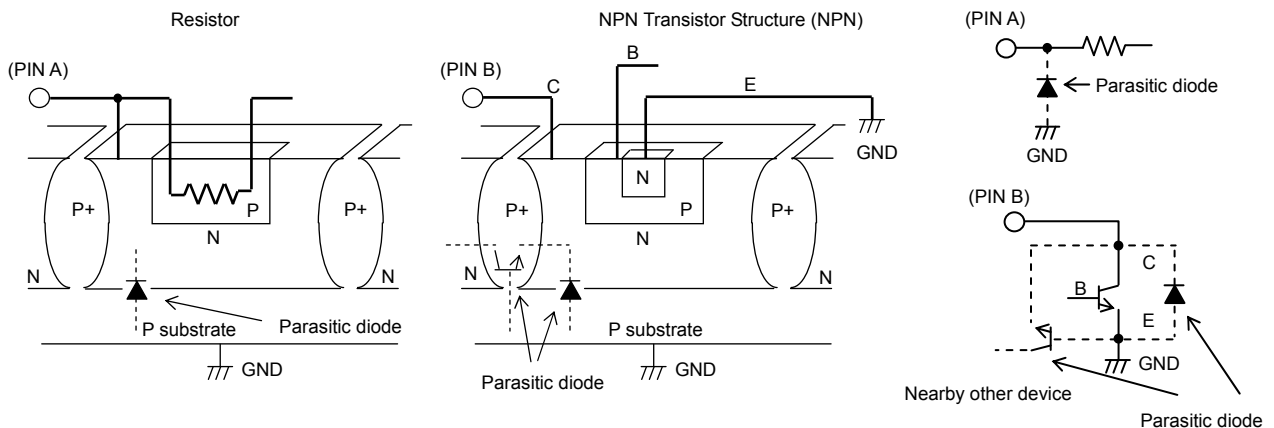 Resistor
(PIN A)
P+
P
P+
N
N
N
P substrate
Parasitic diode
GND
NPN Transistor Structure (NPN)
B
(PIN B)
C
E
GND
N
P+
P
P+
N
N
N
P substrate
GND
Parasitic diode
(PIN A)
Parasitic diode
GND
(PIN B)
C
B
E
GND
Nearby other device
Parasitic diode